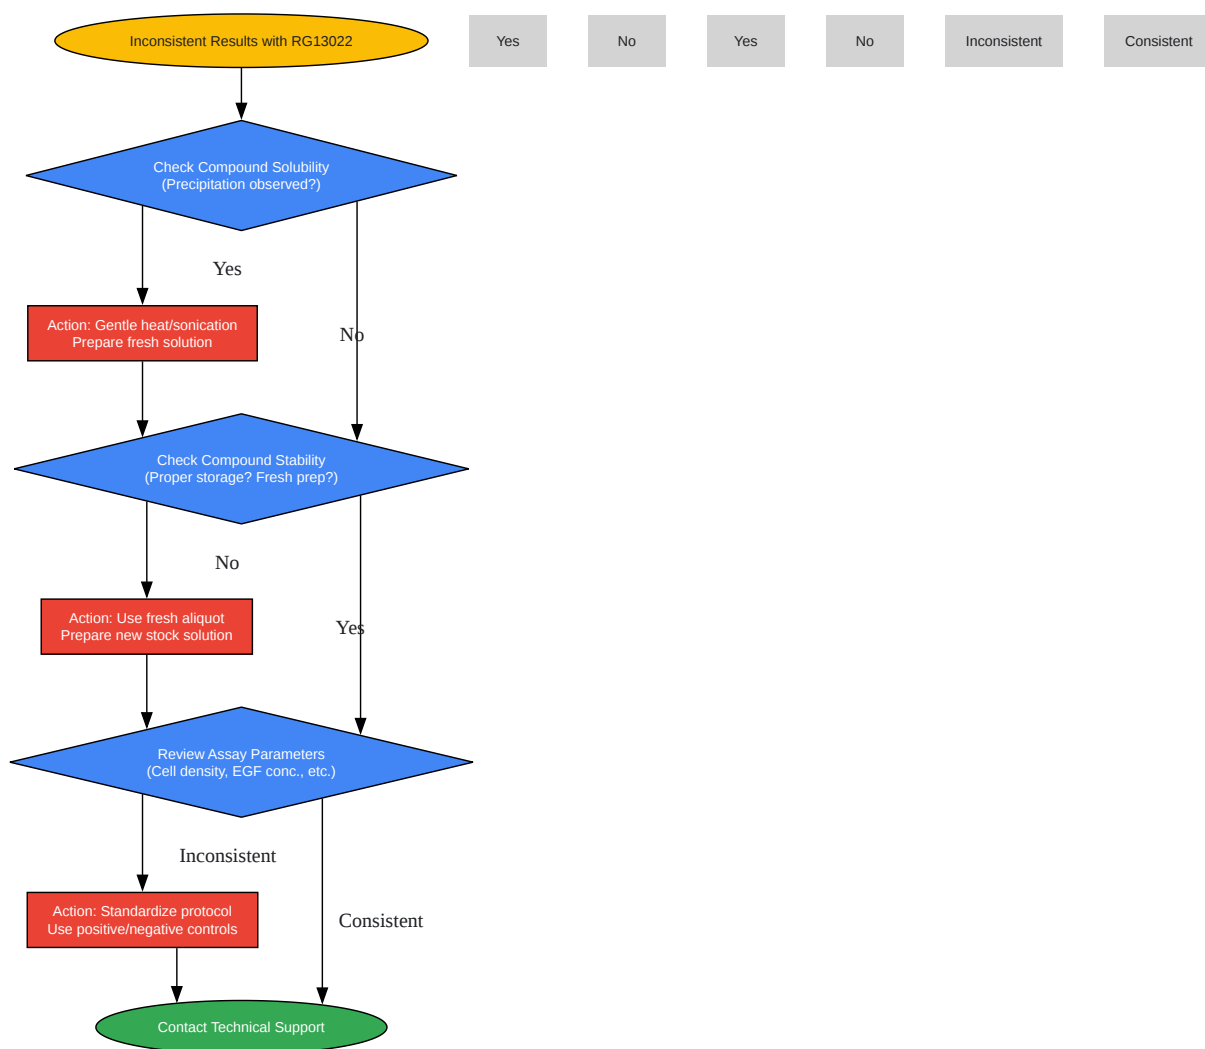 Inconsistent Results with RG13022
Yes
No
Yes
No
Inconsistent
Consistent
Check Compound Solubility
(Precipitation observed?)
Yes
Action: Gentle heat/sonication
Prepare fresh solution
No
Check Compound Stability
(Proper storage? Fresh prep?)
No
Action: Use fresh aliquot
Prepare new stock solution
Yes
Review Assay Parameters
(Cell density, EGF conc., etc.)
Inconsistent
Action: Standardize protocol
Use positive/negative controls
Consistent
Contact Technical Support